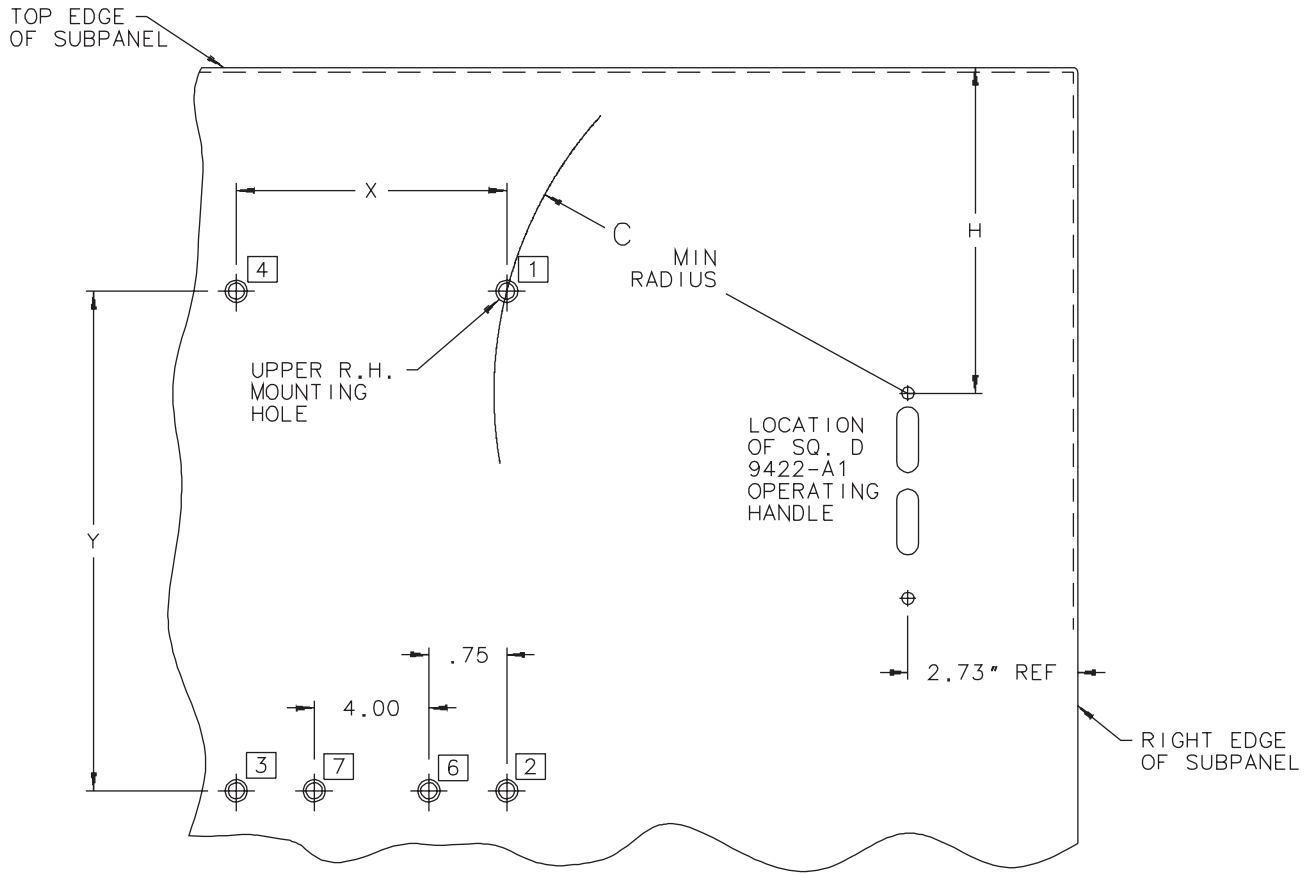 TOP EDGE
OF SUBPANEL
X
H
C
MIN
RADIUS
4
1
UPPER R.H.
MOUNTING
HOLE
LOCATION
OF SQ. D
9422-A1
OPERATING
HANDLE
Y
.75
2.73" REF
4.00
RIGHT EDGE
OF SUBPANEL
3
7
6
2